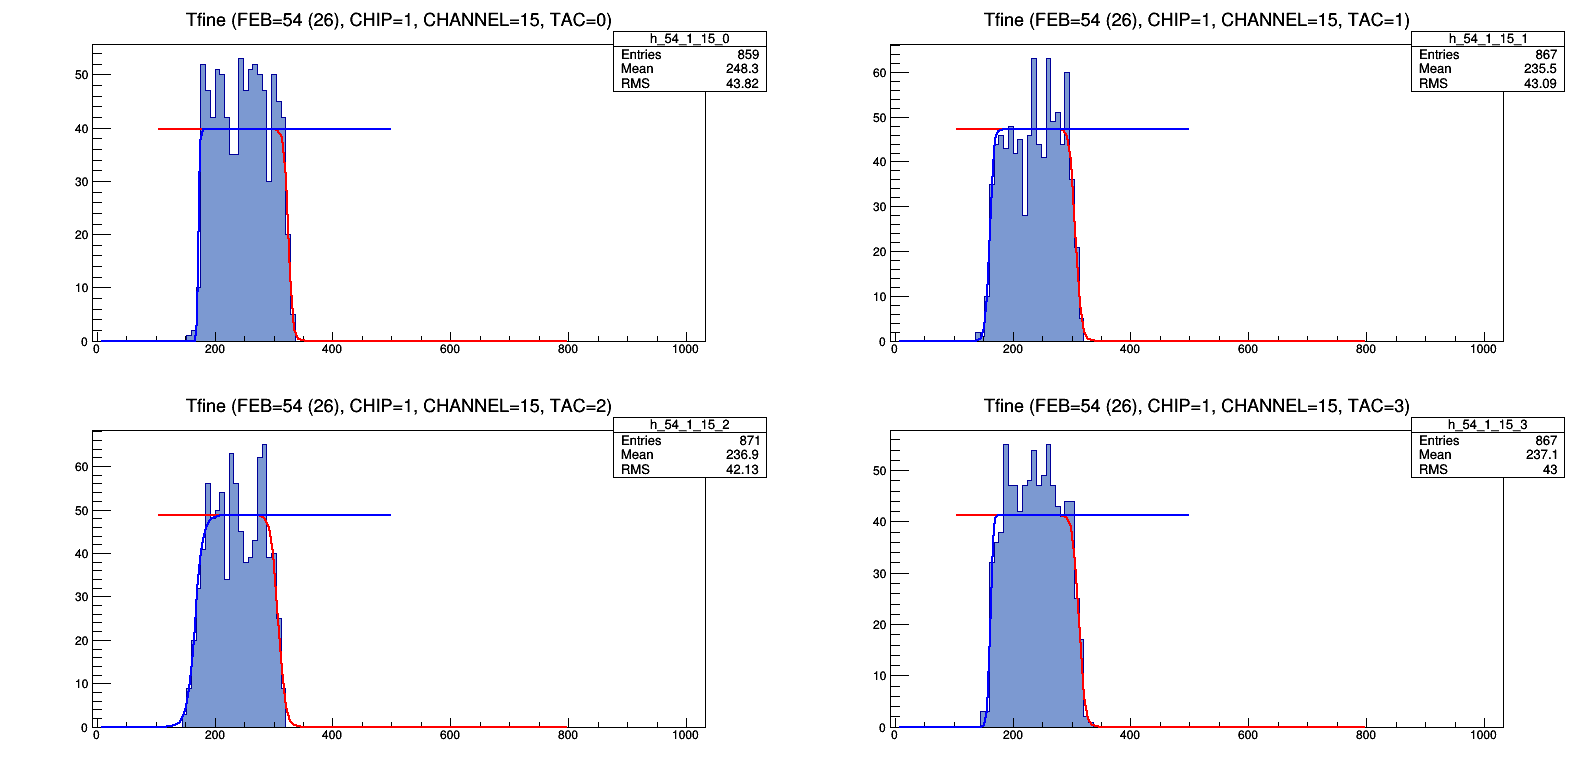 Tfine (FEB=54 (26), CHIP=1, CHANNEL=15, TAC=0)
h_54_1_15_0
Entries 859
Mean 248.3
RMS 43.82
50
40
30
20
10
0
0 200 400 600 800 1000
Tfine (FEB=54 (26), CHIP=1, CHANNEL=15, TAC=1)
h_54_1_15_1
Entries 867
Mean 235.5
RMS 43.09
60
50
40
30
20
10
0
0 200 400 600 800 1000
Tfine (FEB=54 (26), CHIP=1, CHANNEL=15, TAC=2)
h_54_1_15_2
Entries 871
Mean 236.9
RMS 42.13
60
50
40
30
20
10
0
0 200 400 600 800 1000
Tfine (FEB=54 (26), CHIP=1, CHANNEL=15, TAC=3)
h_54_1_15_3
Entries 867
Mean 237.1
RMS 43
50
40
30
20
10
0
0 200 400 600 800 1000